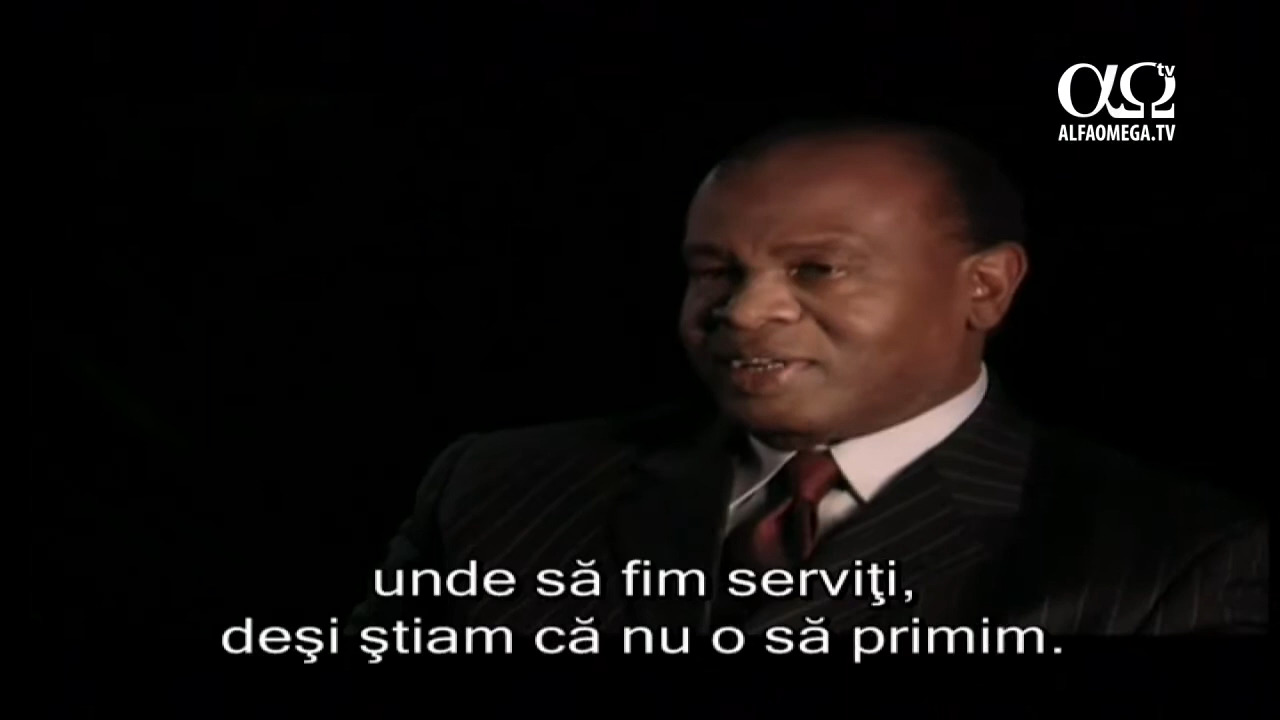 αΩ tv
ALFAOMEGA.TV
unde să fim serviţi,
deşi ştiam că nu o să primim.